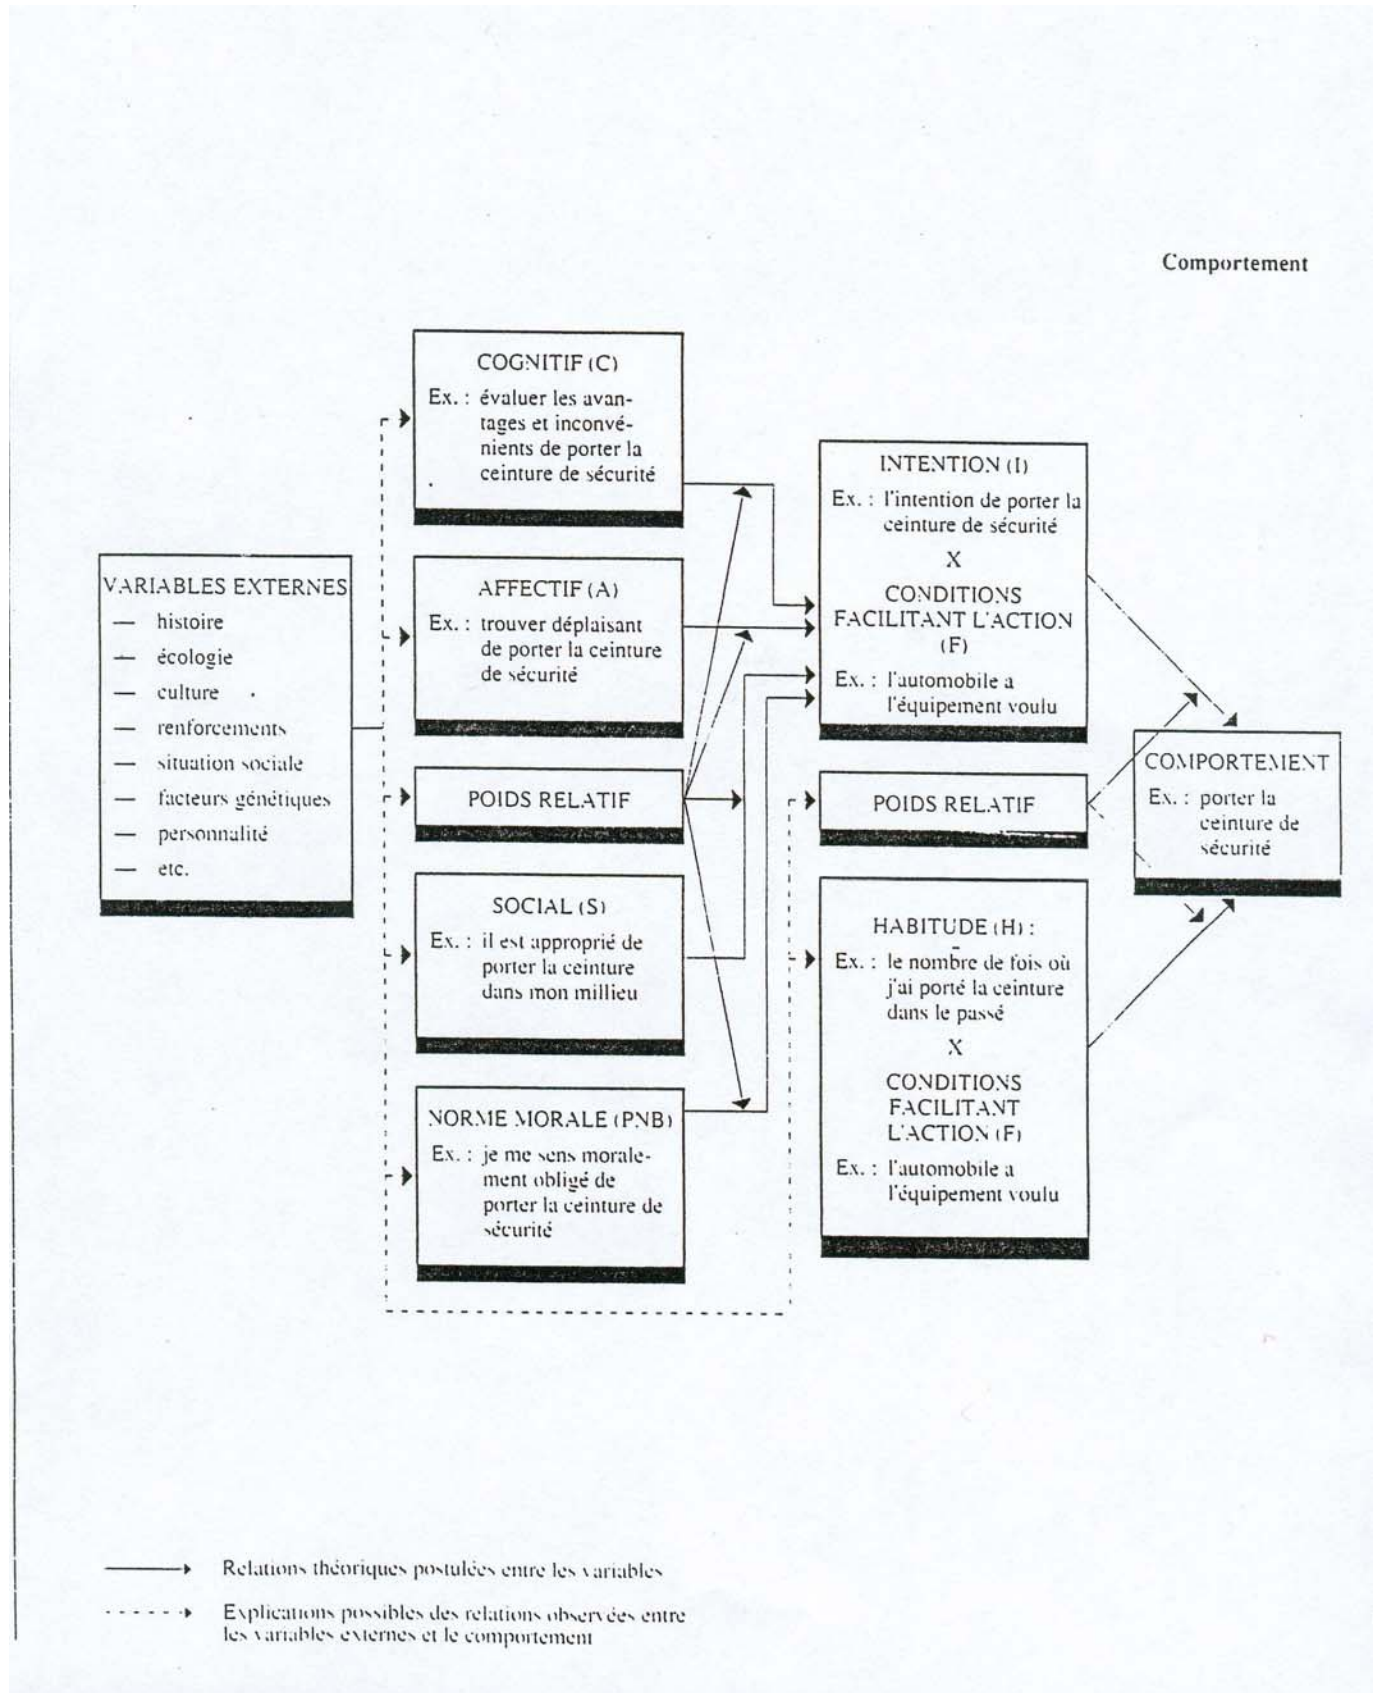 Comportement
VARIABLES EXTERNES
— histoire
— écologie
— culture
— renforcements
— situation sociale
— facteurs génétiques
— personnalité
— etc.
COGNITIF (C)
Ex. : évaluer les avan-
tages et inconvé-
nients de porter la
ceinture de sécurité
AFFECTIF (A)
Ex. : trouver déplaisant
de porter la ceinture
de sécurité
POIDS RELATIF
SOCIAL (S)
Ex. : il est approprié de
porter la ceinture
dans mon millieu
NORME MORALE (PNB)
Ex. : je me sens morale-
ment obligé de
porter la ceinture de
sécurité
INTENTION (I)
Ex. : l'intention de porter la
ceinture de sécurité
X
CONDITIONS
FACILITANT L'ACTION
(F)
Ex. : l'automobile a
l'équipement voulu
POIDS RELATIF
HABITUDE (H) :
Ex. : le nombre de fois où
j'ai porté la ceinture
dans le passé
X
CONDITIONS
FACILITANT
L'ACTION (F)
Ex. : l'automobile a
l'équipement voulu
COMPORTEMENT
Ex. : porter la
ceinture de
sécurité
Relations théoriques postulées entre les variables
Explications possibles des relations observées entre
les variables externes et le comportement